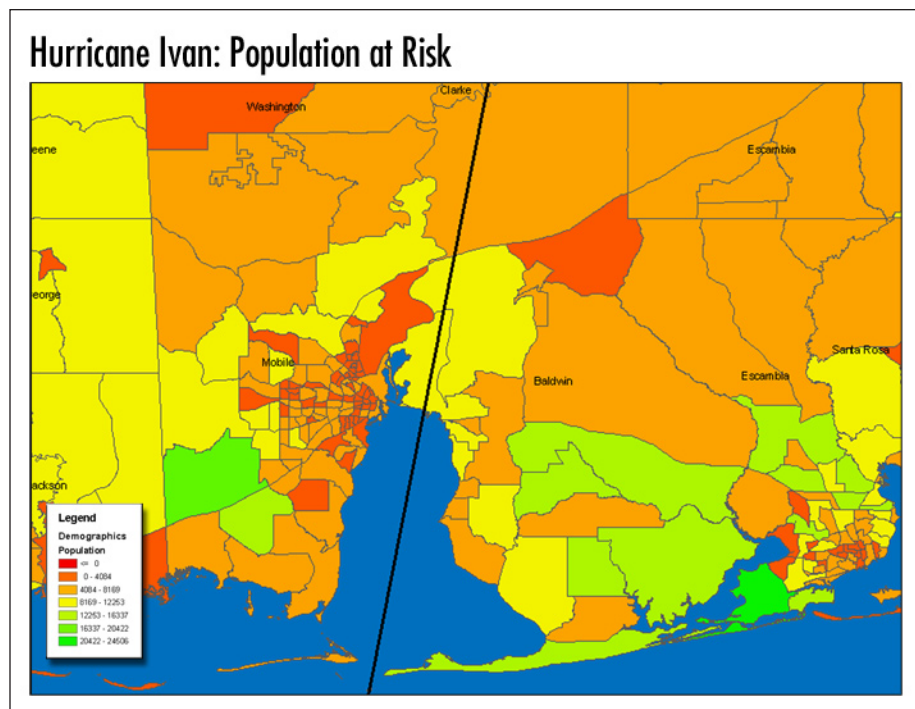 Hurricane Ivan: Population at Risk
Clarke
Washington
eene
Escambia
eorge
Santa Rosa
Mobile
Escambia
Baldwin
ackson
Legend
Demographics
Population
<= 0
0 - 4084
4084 - 8169
8169 - 12253
12253 - 16337
16337 - 20422
20422 - 24506